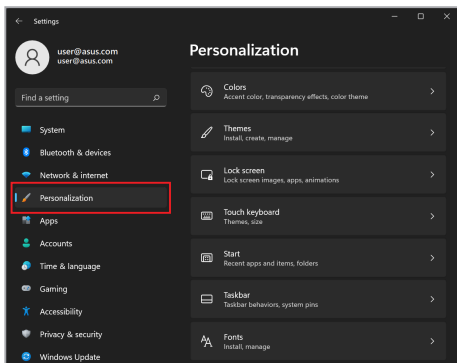 Settings
user@asus.com
user@asus.com
Find a setting
System
Bluetooth & devices
Network & internet
Personalization
Apps
Accounts
Time & language
Gaming
Accessibility
Privacy & security
Windows Update
Personalization
Colors
Accent color, transparency effects, color theme
Themes
Install, create, manage
Lock screen
Lock screen images, apps, animations
Touch keyboard
Themes, size
Start
Recent apps and items, folders
Taskbar
Taskbar behaviors, system pins
Fonts
Install, manage